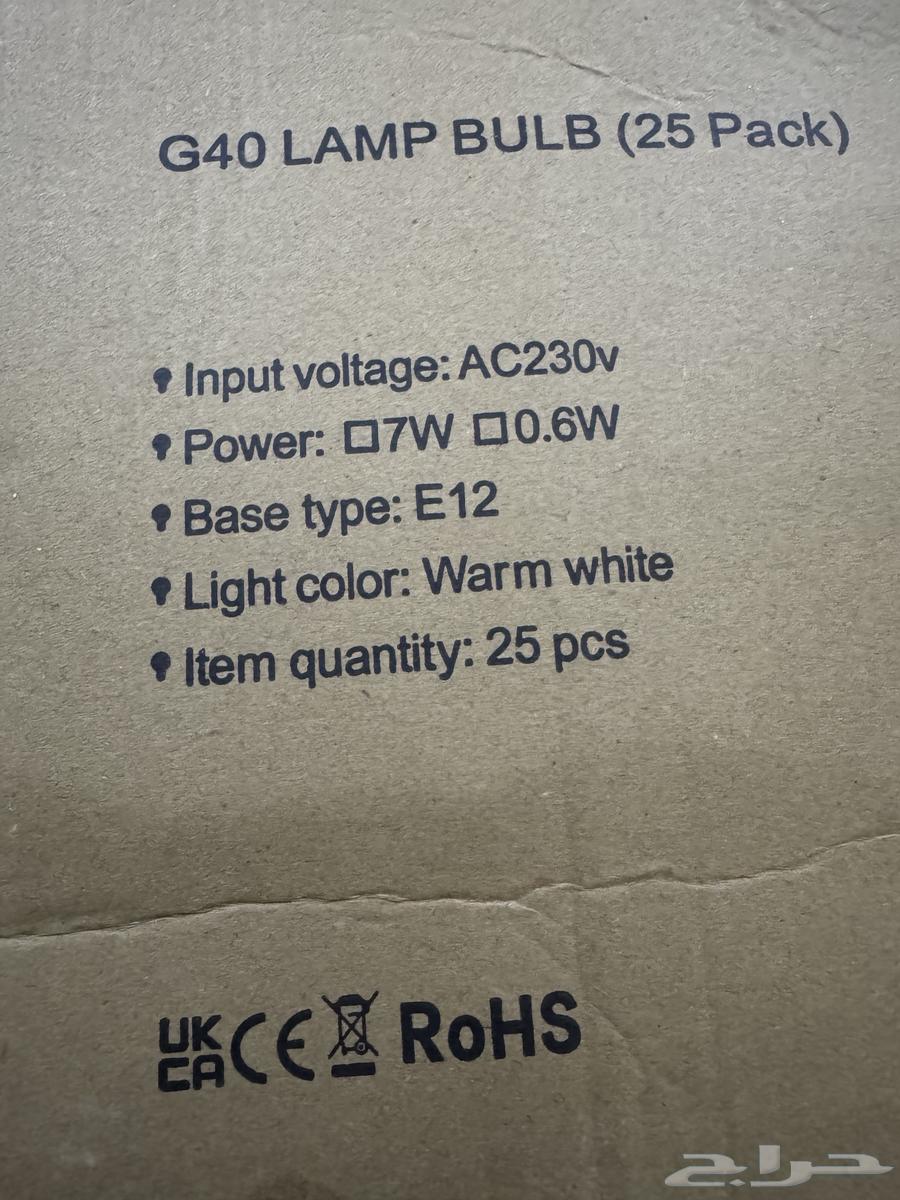 G40 LAMP BULB (25 Pack)
Input voltage: AC230v
Power: □7W □0.6W
Base type: E12
Light color: Warm white
Item quantity: 25 pcs
UK
CA CE RoHS
حراج